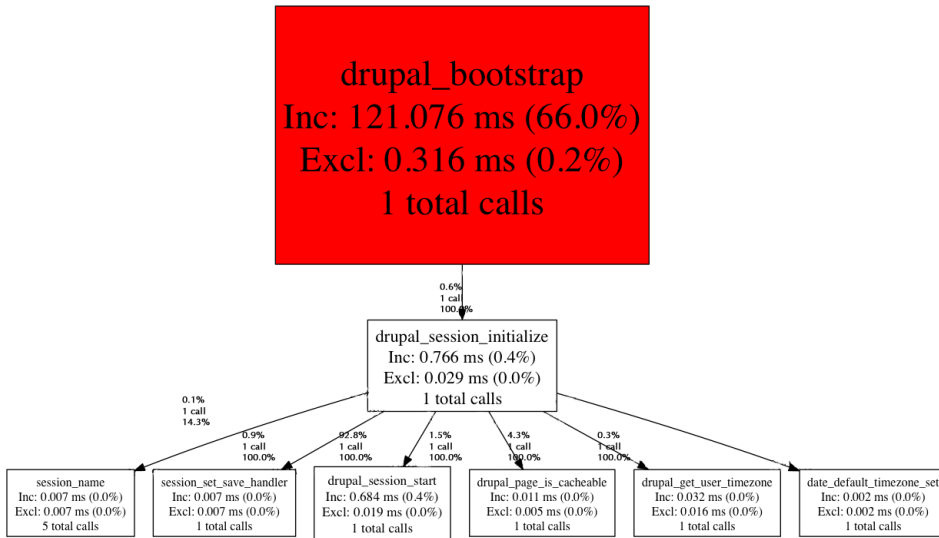 drupal_bootstrap
Inc: 121.076 ms (66.0%)
Excl: 0.316 ms (0.2%)
1 total calls
0.6%
1 call
100.0%
drupal_session_initialize
Inc: 0.766 ms (0.4%)
Excl: 0.029 ms (0.0%)
1 total calls
0.1%
1 call
14.3%
0.9%
1 call
100.0%
92.8%
1 call
100.0%
1.5%
1 call
100.0%
4.3%
1 call
100.0%
0.3%
1 call
100.0%
session_name
Inc: 0.007 ms (0.0%)
Excl: 0.007 ms (0.0%)
5 total calls
session_set_save_handler
Inc: 0.007 ms (0.0%)
Excl: 0.007 ms (0.0%)
1 total calls
drupal_session_start
Inc: 0.684 ms (0.4%)
Excl: 0.019 ms (0.0%)
1 total calls
drupal_page_is_cacheable
Inc: 0.011 ms (0.0%)
Excl: 0.005 ms (0.0%)
1 total calls
drupal_get_user_timezone
Inc: 0.032 ms (0.0%)
Excl: 0.016 ms (0.0%)
1 total calls
date_default_timezone_set
Inc: 0.002 ms (0.0%)
Excl: 0.002 ms (0.0%)
1 total calls